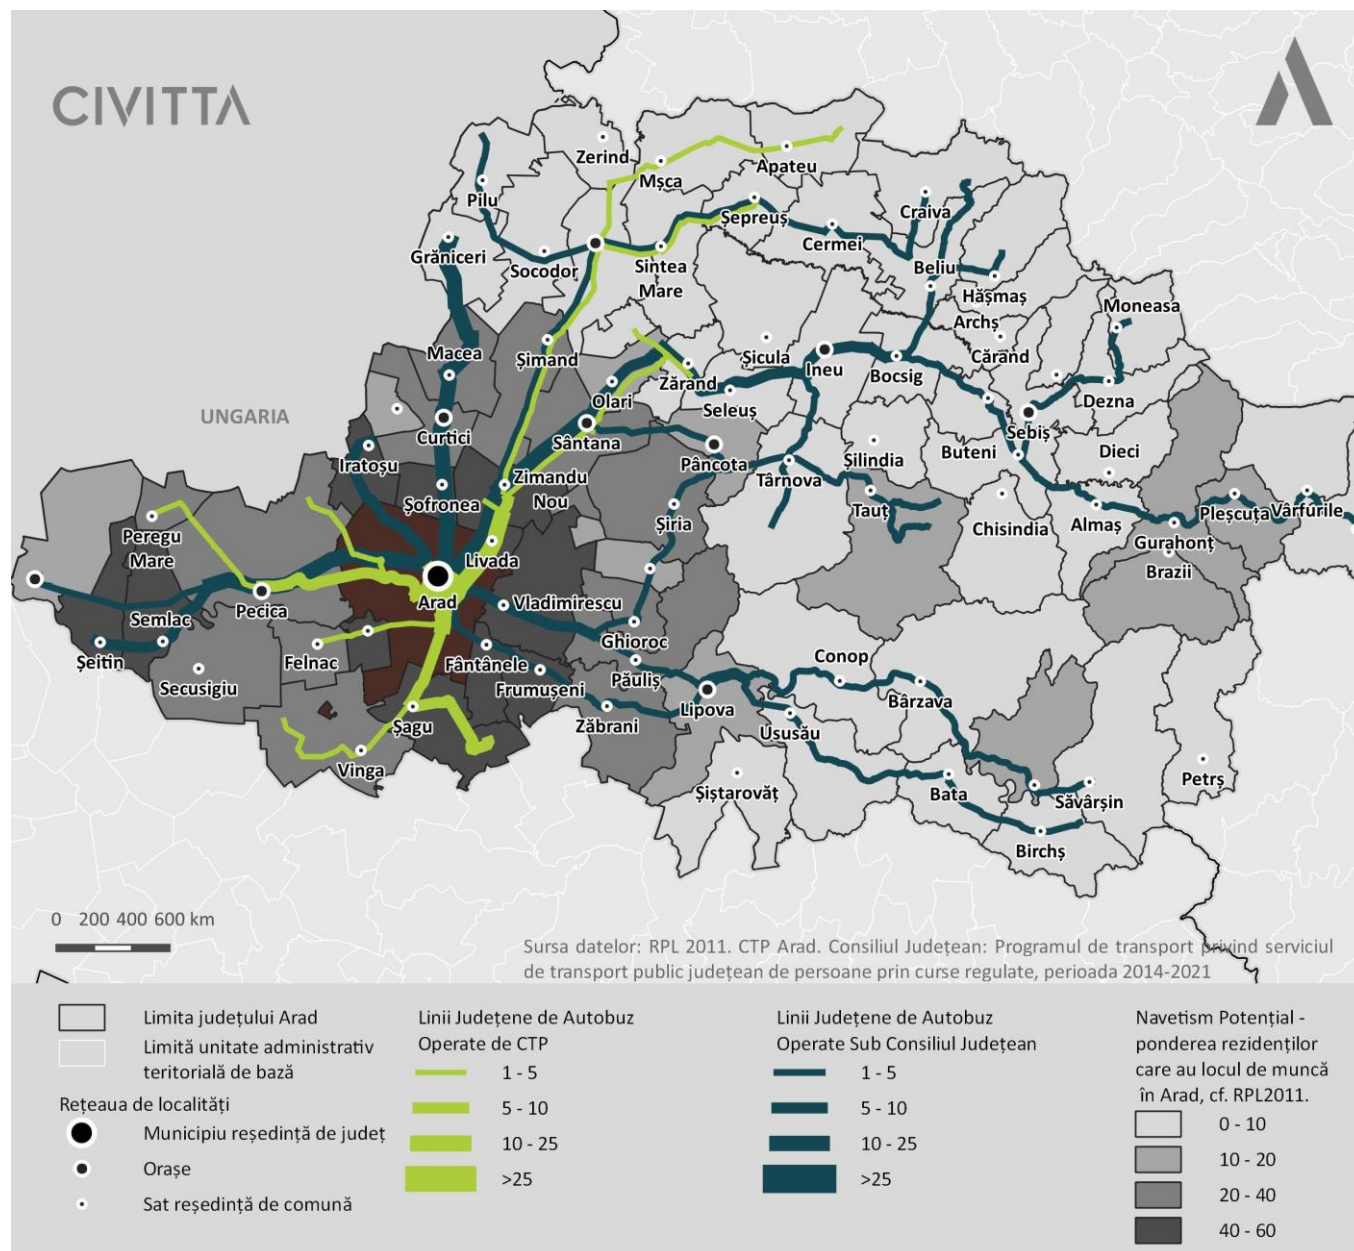 CIVITTA
Zerind
Mșca
Apateu
Pilu
Șepreuș
Craiva
Grăniceri
Socodor
Sintea
Mare
Cermei
Beliu
Hășmaș
Archș
Moneasa
Macea
Șimand
Șicula
Ineu
Cărand
Zărand
Bocsig
UNGARIA
Olari
Seleuș
Dezna
Curtici
Sântana
Sebiș
Iratoșu
Pâncota
Șilindia
Buteni
Dieci
Șofronea
Zimandu
Nou
Târnova
Tauț
Chisindia
Almaș
Pleșcuța
Vârfurile
Peregu
Mare
Șiria
Gurahonț
Livada
Brazii
Pecica
Arad
Vladimirescu
Semlac
Șeitin
Ghioroc
Felnac
Fântânele
Conop
Secusigiu
Frumușeni
Păuliș
Bârzava
Șagu
Zăbrani
Lipova
Ususău
Vinga
Șiștarovăț
Bata
Săvârșin
Petrș
Birchș
0 200 400 600 km
Sursa datelor: RPL 2011. CTP Arad. Consiliul Județean: Programul de transport privind serviciul
de transport public județean de persoane prin curse regulate, perioada 2014-2021
Limita județului Arad
Limită unitate administrativ
teritorială de bază
Rețeaua de localități
Municipiu reședință de județ
Orașe
Sat reședință de comună
Linii Județene de Autobuz
Operate de CTP
1 - 5
5 - 10
10 - 25
>25
Linii Județene de Autobuz
Operate Sub Consiliul Județean
1 - 5
5 - 10
10 - 25
>25
Navetism Potențial -
ponderea rezidenților
care au locul de muncă
în Arad, cf. RPL2011.
0 - 10
10 - 20
20 - 40
40 - 60